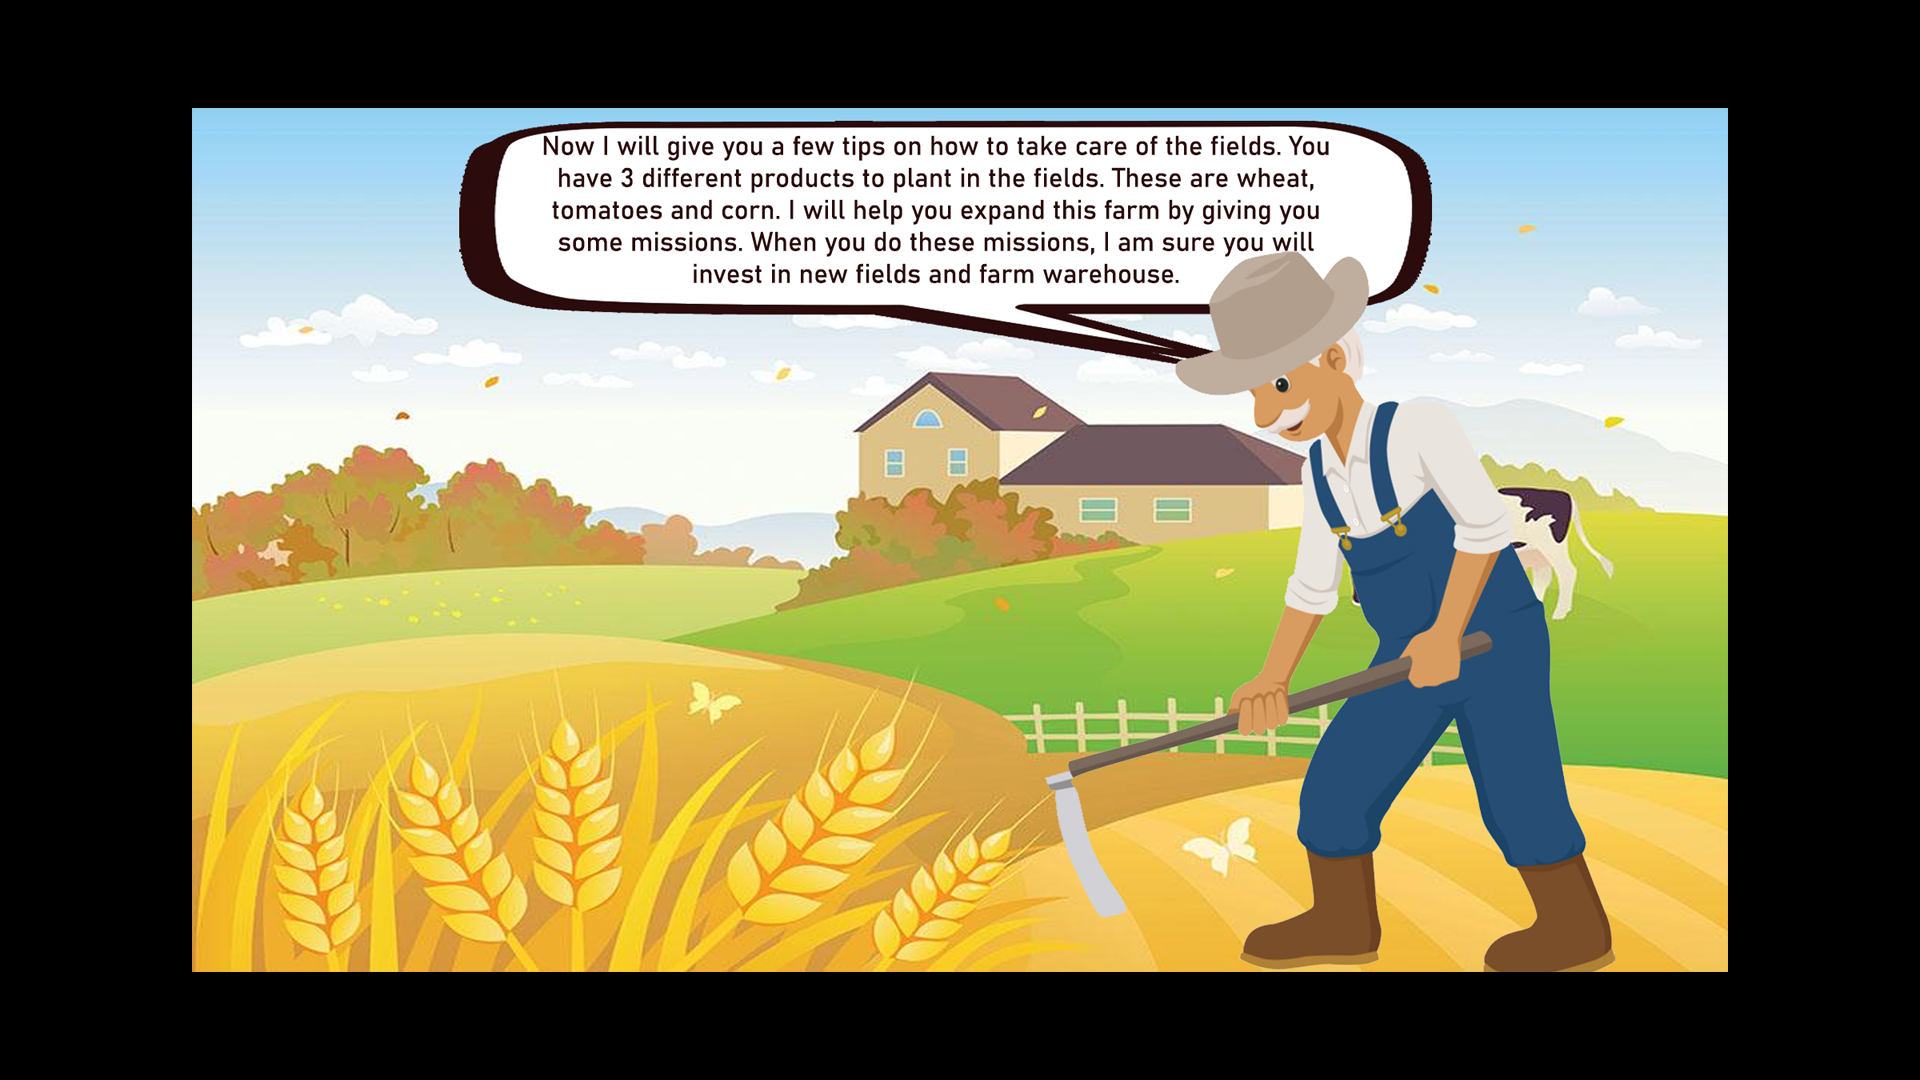 Now I will give you a few tips on how to take care of the fields. You
have 3 different products to plant in the fields. These are wheat,
tomatoes and corn. I will help you expand this farm by giving you
some missions. When you do these missions, I am sure you will
invest in new fields and farm warehouse.